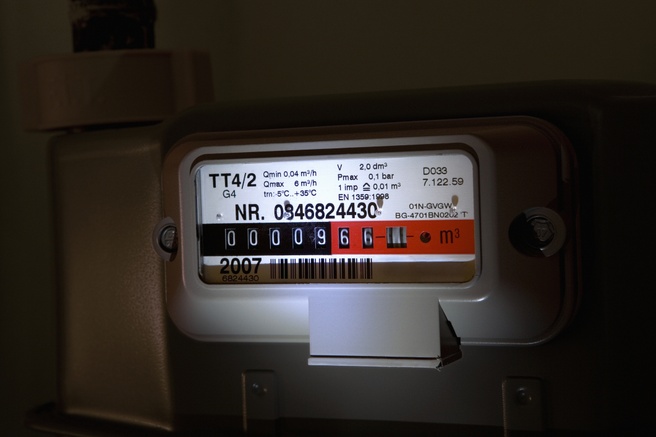 TT4/2
G4
Qmin 0,04 m³/h
Qmax 6 m³/h
tm:-5°C...+35°C
V 2,0 dm³
Pmax 0,1 bar
1 imp ≙ 0,01 m³
EN 1359:1998
D033
7.122.59
NR. 0846824430
01N-GVGW
BG-4701BN0202 T
0 0 0 0 9 6 6 m³
2007
6824430